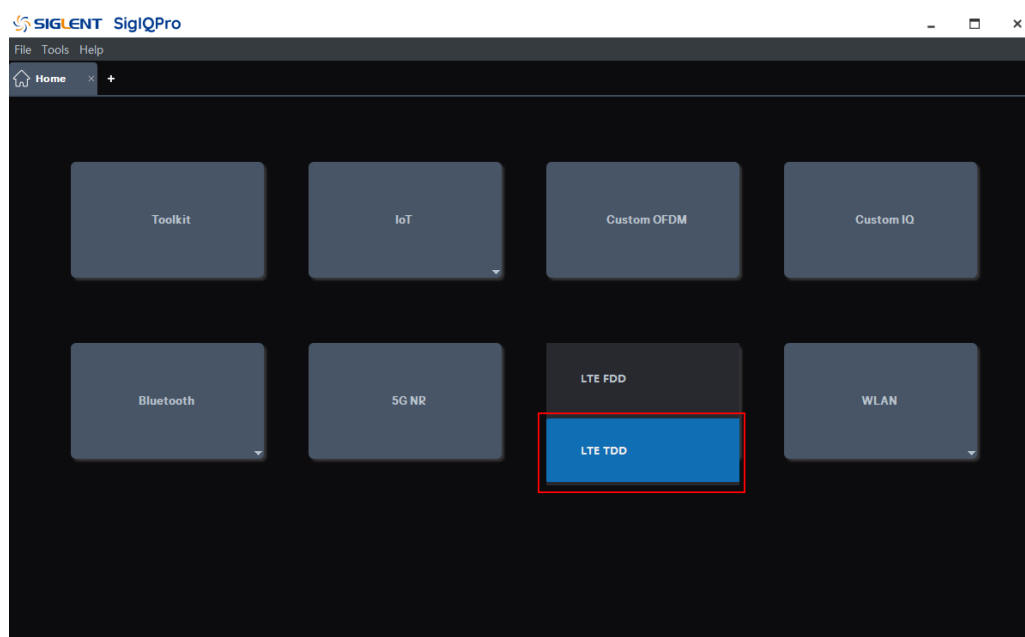 SIGLENT SigIQPro
File Tools Help
Home × +
Toolkit
IoT
Custom OFDM
Custom IQ
Bluetooth
5G NR
LTE FDD
LTE TDD
WLAN